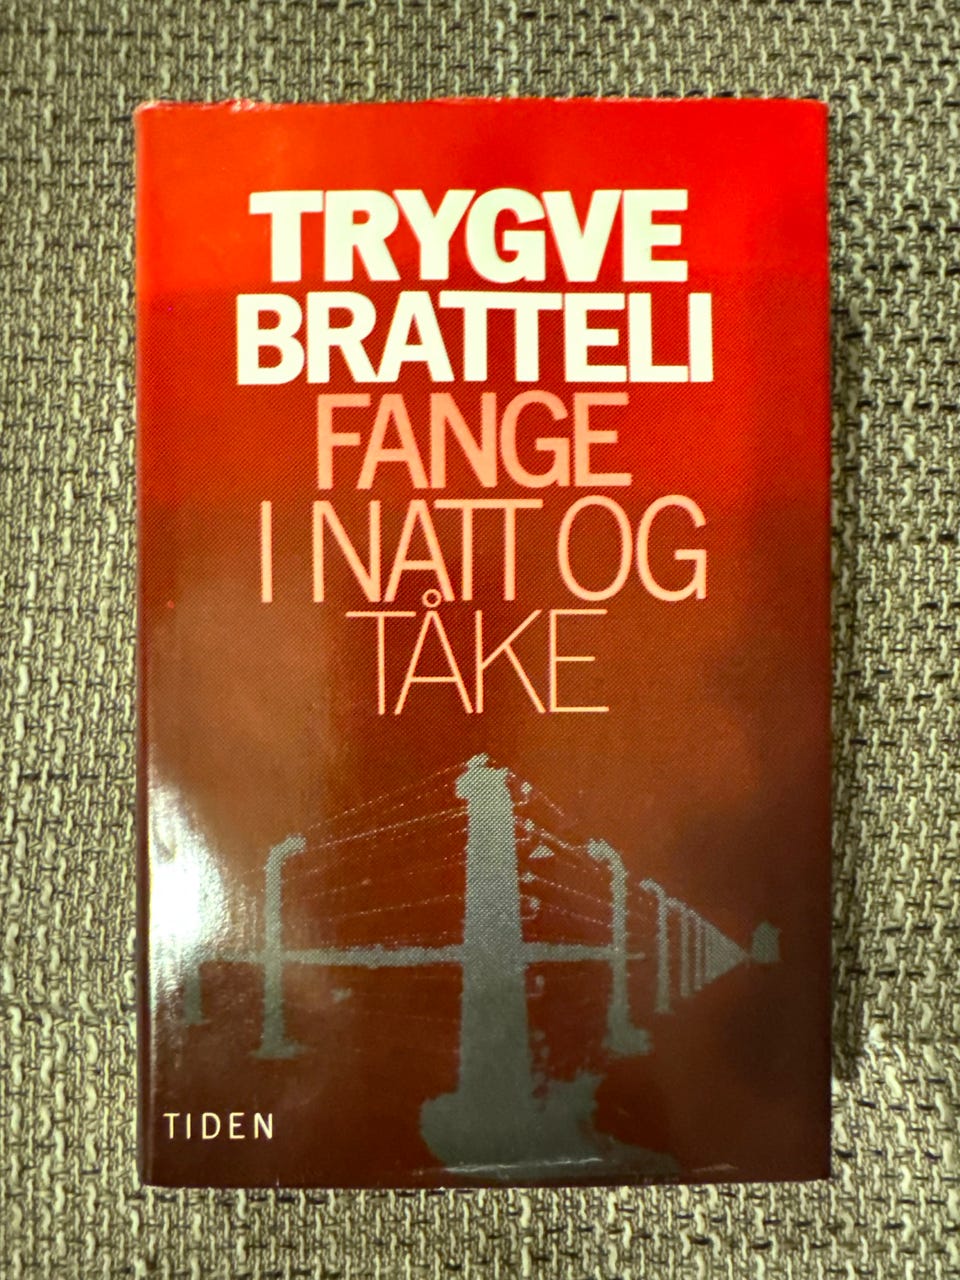 TRYGVE
BRATTELI
FANGE
I NATT OG
TÅKE
TIDEN